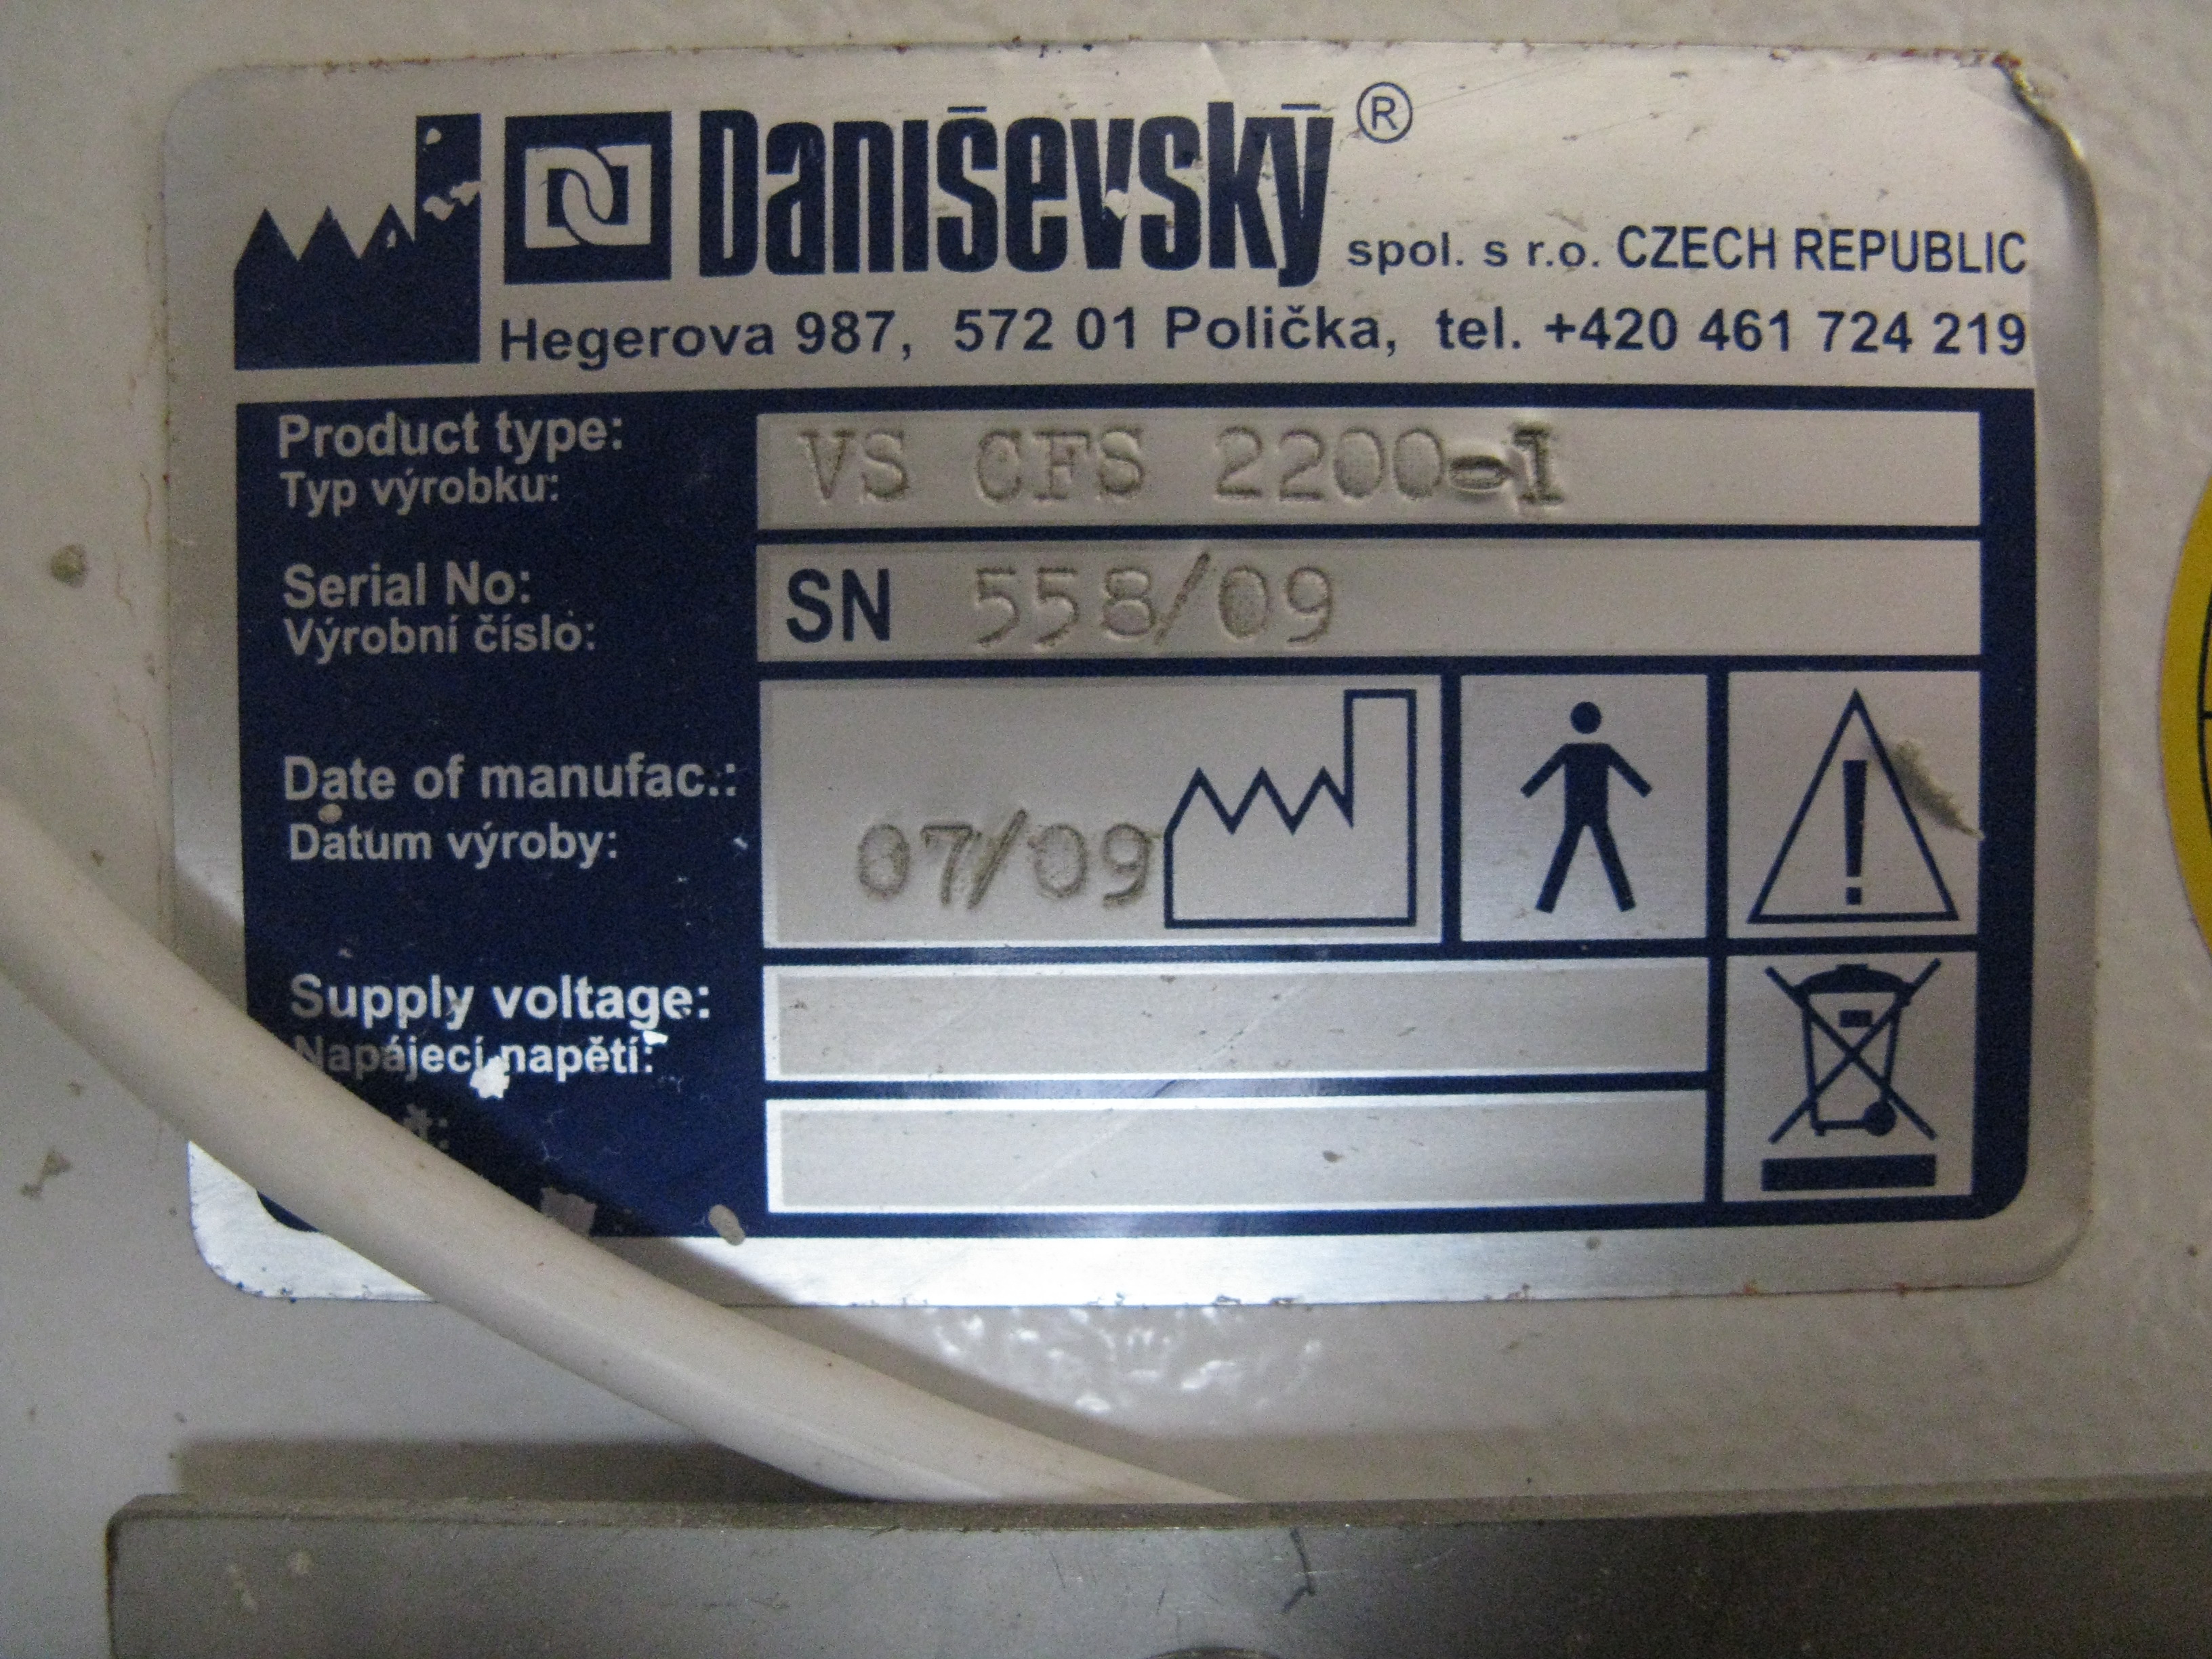 Daniševský® spol. s r.o. CZECH REPUBLIC
Hegerova 987, 572 01 Polička, tel. +420 461 724 219
Product type: VS CFS 2200-1
Typ výrobku:
Serial No: SN 558/09
Výrobní číslo:
Date of manufac.: 07/09
Datum výroby:
Supply voltage:
Napájecí napětí: